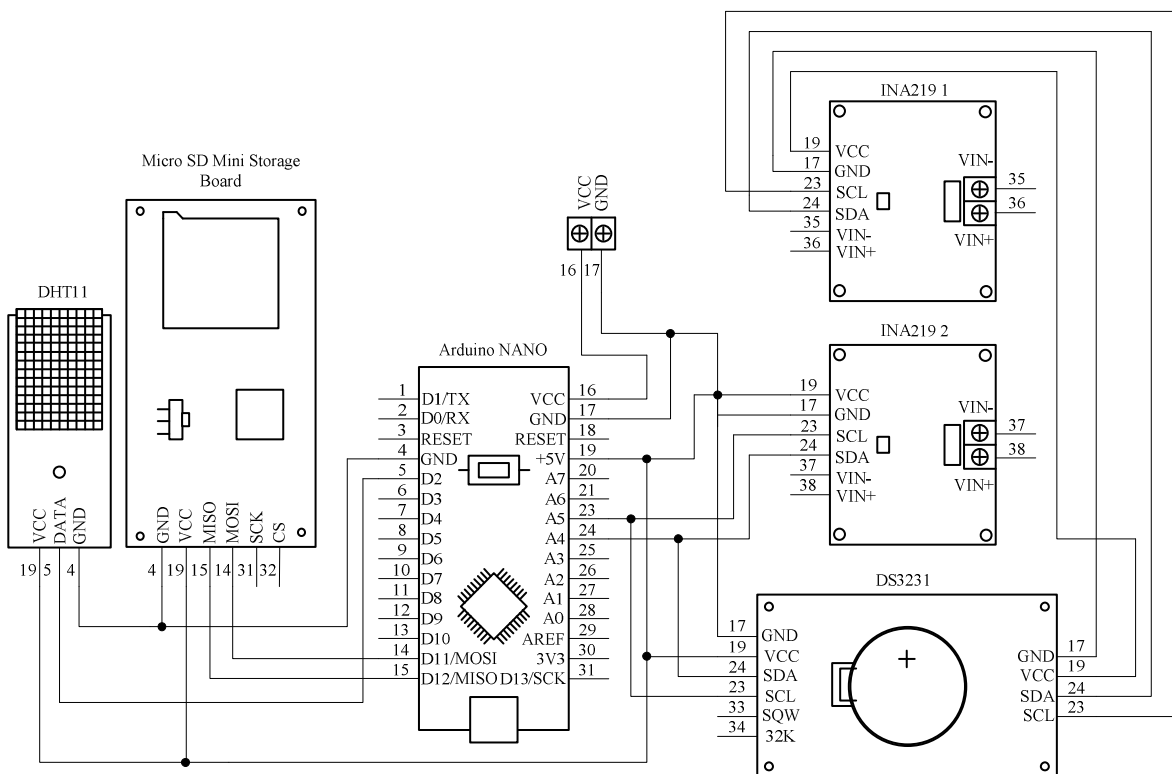 INA219 1
19 VCC
17 GND
23 SCL
24 SDA
35 VIN-
36 VIN+
VIN-
35
36
VIN+
Micro SD Mini Storage
Board
GND
VCC
MISO
MOSI
SCK
CS
4 19 15 14 31 32
DHT11
VCC
DATA
GND
19 5 4
VCC
GND
16 17
Arduino NANO
1 D1/TX
2 D0/RX
3 RESET
4 GND
5 D2
6 D3
7 D4
8 D5
9 D6
10 D7
11 D8
12 D9
13 D10
14 D11/MOSI
15 D12/MISO
VCC 16
GND 17
RESET 18
+5V 19
A7 20
A6 21
A5 23
A4 24
A3 25
A2 26
A1 27
A0 28
AREF 29
3V3 30
D13/SCK 31
INA219 2
19 VCC
17 GND
23 SCL
24 SDA
37 VIN-
38 VIN+
VIN-
37
38
VIN+
DS3231
17 GND
19 VCC
24 SDA
23 SCL
33 SQW
34 32K
GND 17
VCC 19
SDA 24
SCL 23
+